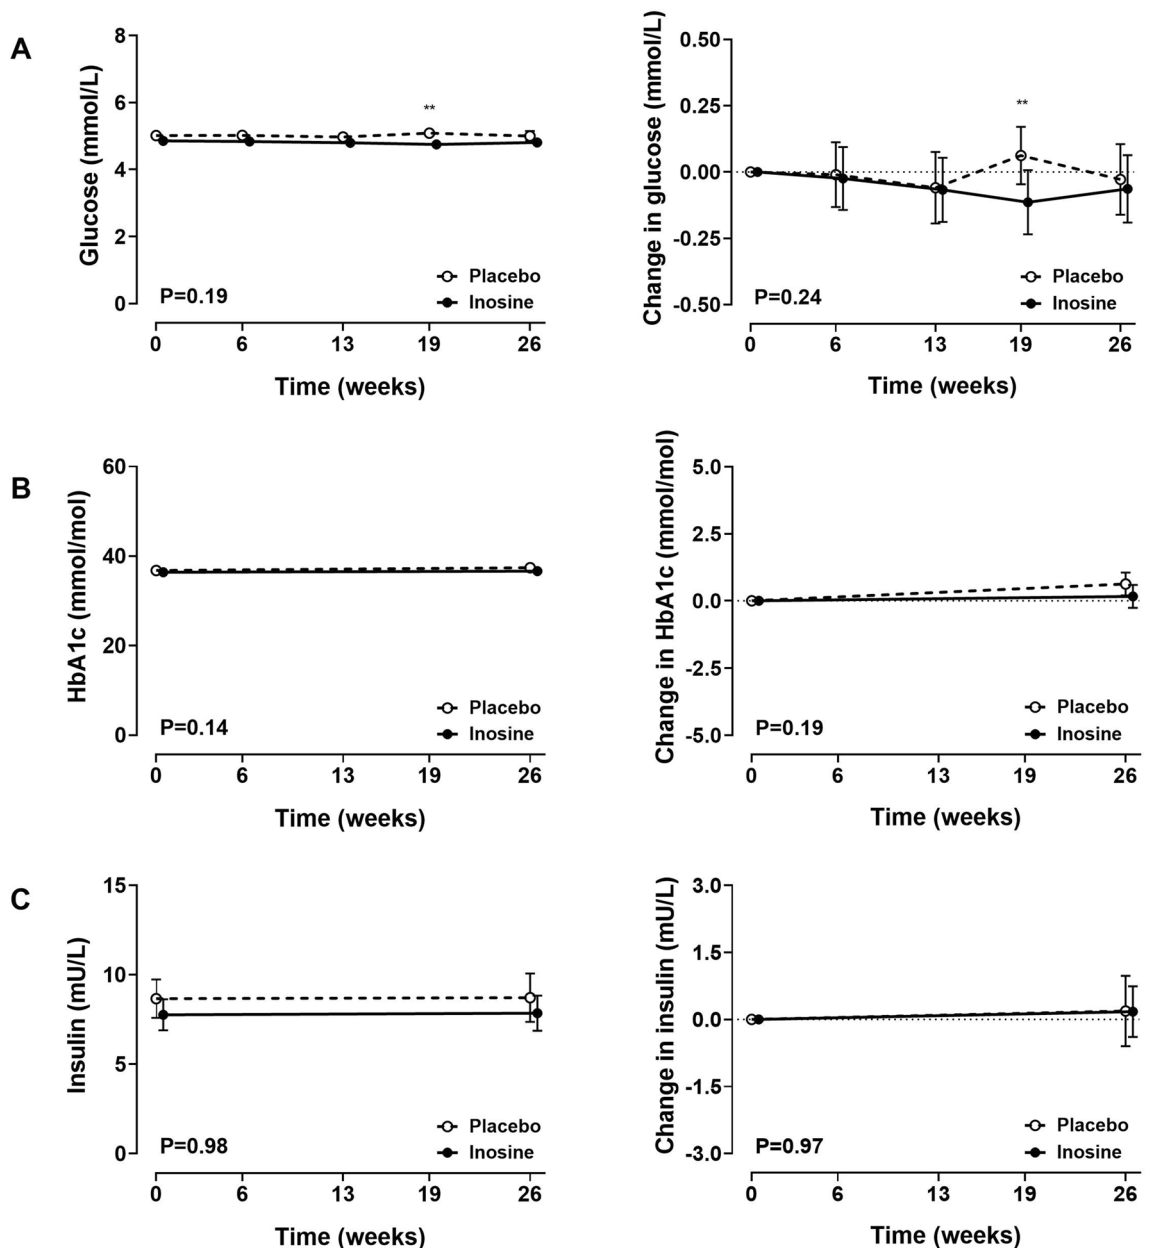 A
Glucose (mmol/L)
8
6
4
2
0
**
P=0.19
Placebo
Inosine
0 6 13 19 26
Time (weeks)
Change in glucose (mmol/L)
0.50
0.25
0.00
-0.25
-0.50
**
P=0.24
Placebo
Inosine
0 6 13 19 26
Time (weeks)
B
HbA1c (mmol/mol)
60
40
20
0
P=0.14
Placebo
Inosine
0 6 13 19 26
Time (weeks)
Change in HbA1c (mmol/mol)
5.0
2.5
0.0
-2.5
-5.0
P=0.19
Placebo
Inosine
0 6 13 19 26
Time (weeks)
C
Insulin (mU/L)
15
10
5
0
P=0.98
Placebo
Inosine
0 6 13 19 26
Time (weeks)
Change in insulin (mU/L)
3.0
1.5
0.0
-1.5
-3.0
P=0.97
Placebo
Inosine
0 6 13 19 26
Time (weeks)